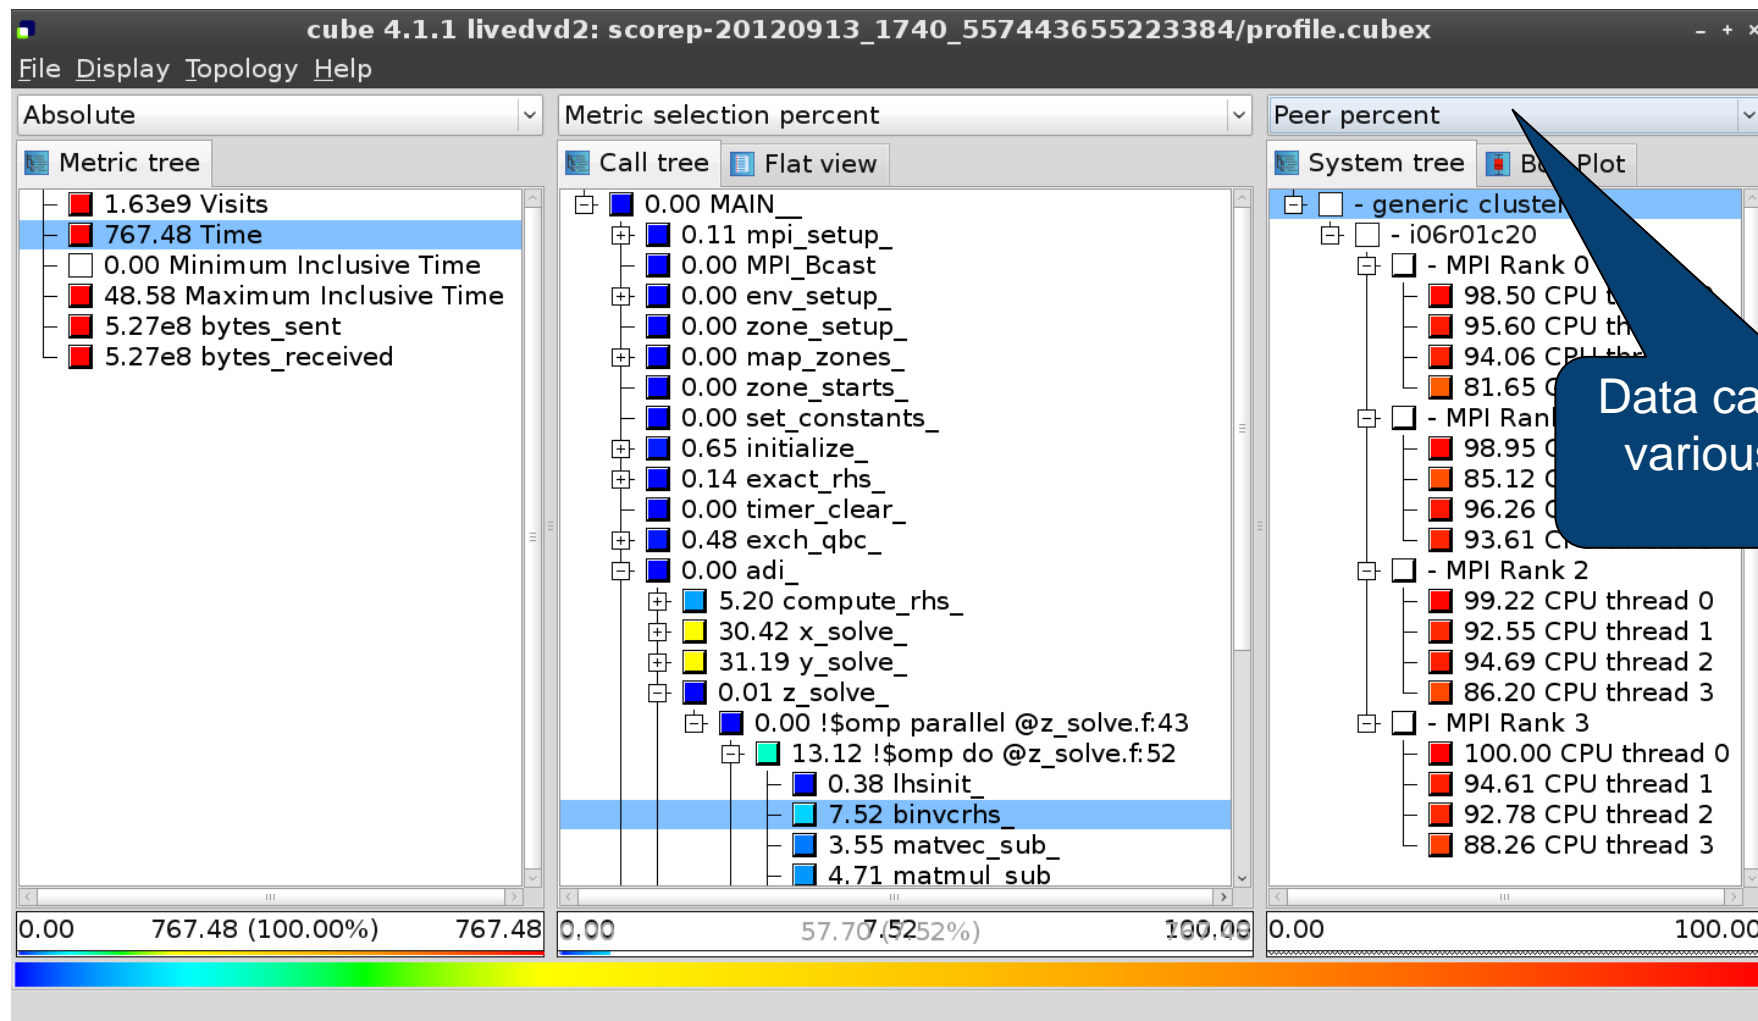 cube 4.1.1 livedvd2: scorep-20120913_1740_557443655223384/profile.cubex
File Display Topology Help
Absolute
Metric selection percent
Peer percent
Metric tree
Call tree
Flat view
System tree
Plot
1.63e9 Visits
767.48 Time
0.00 Minimum Inclusive Time
48.58 Maximum Inclusive Time
5.27e8 bytes_sent
5.27e8 bytes_received
0.00 MAIN__
0.11 mpi_setup_
0.00 MPI_Bcast
0.00 env_setup_
0.00 zone_setup_
0.00 map_zones_
0.00 zone_starts_
0.00 set_constants_
0.65 initialize_
0.14 exact_rhs_
0.00 timer_clear_
0.48 exch_qbc_
0.00 adi_
5.20 compute_rhs_
30.42 x_solve_
31.19 y_solve_
0.01 z_solve_
0.00 !$omp parallel @z_solve.f:43
13.12 !$omp do @z_solve.f:52
0.38 lhsinit_
7.52 binvcrhs_
3.55 matvec_sub_
4.71 matmul_sub
- generic cluster
- i06r01c20
- MPI Rank 0
98.50 CPU
95.60 CPU
94.06 CPU
81.65
- MPI Rank
98.95
85.12
96.26
93.61
- MPI Rank 2
99.22 CPU thread 0
92.55 CPU thread 1
94.69 CPU thread 2
86.20 CPU thread 3
- MPI Rank 3
100.00 CPU thread 0
94.61 CPU thread 1
92.78 CPU thread 2
88.26 CPU thread 3
Data
various
0.00 767.48 (100.00%) 767.48
0.00 57.70 (7.52%) 7.52 100.00 767.48
0.00 100.00